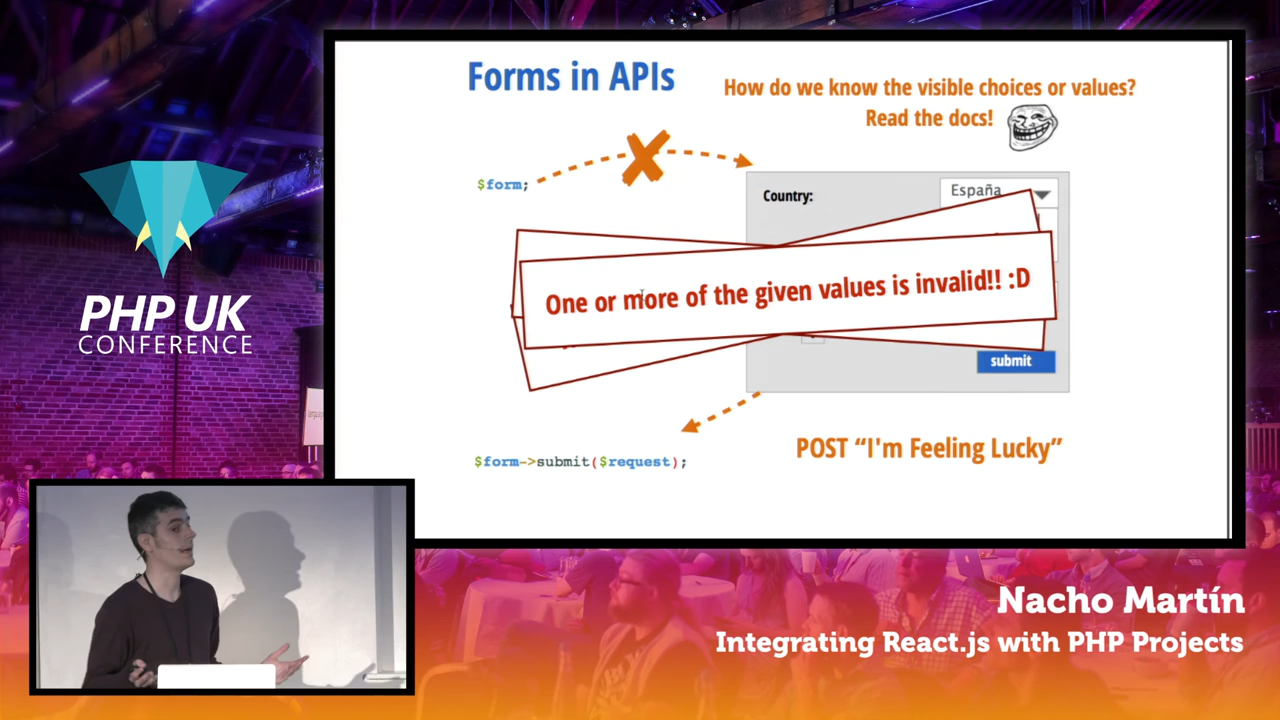 Forms in APIs
How do we know the visible choices or values?
Read the docs!
$form;
Country:
España
One or more of the given values is invalid!! :D
submit
$form->submit($request);
POST “I'm Feeling Lucky”
PHP UK
CONFERENCE
Nacho Martín
Integrating React.js with PHP Projects